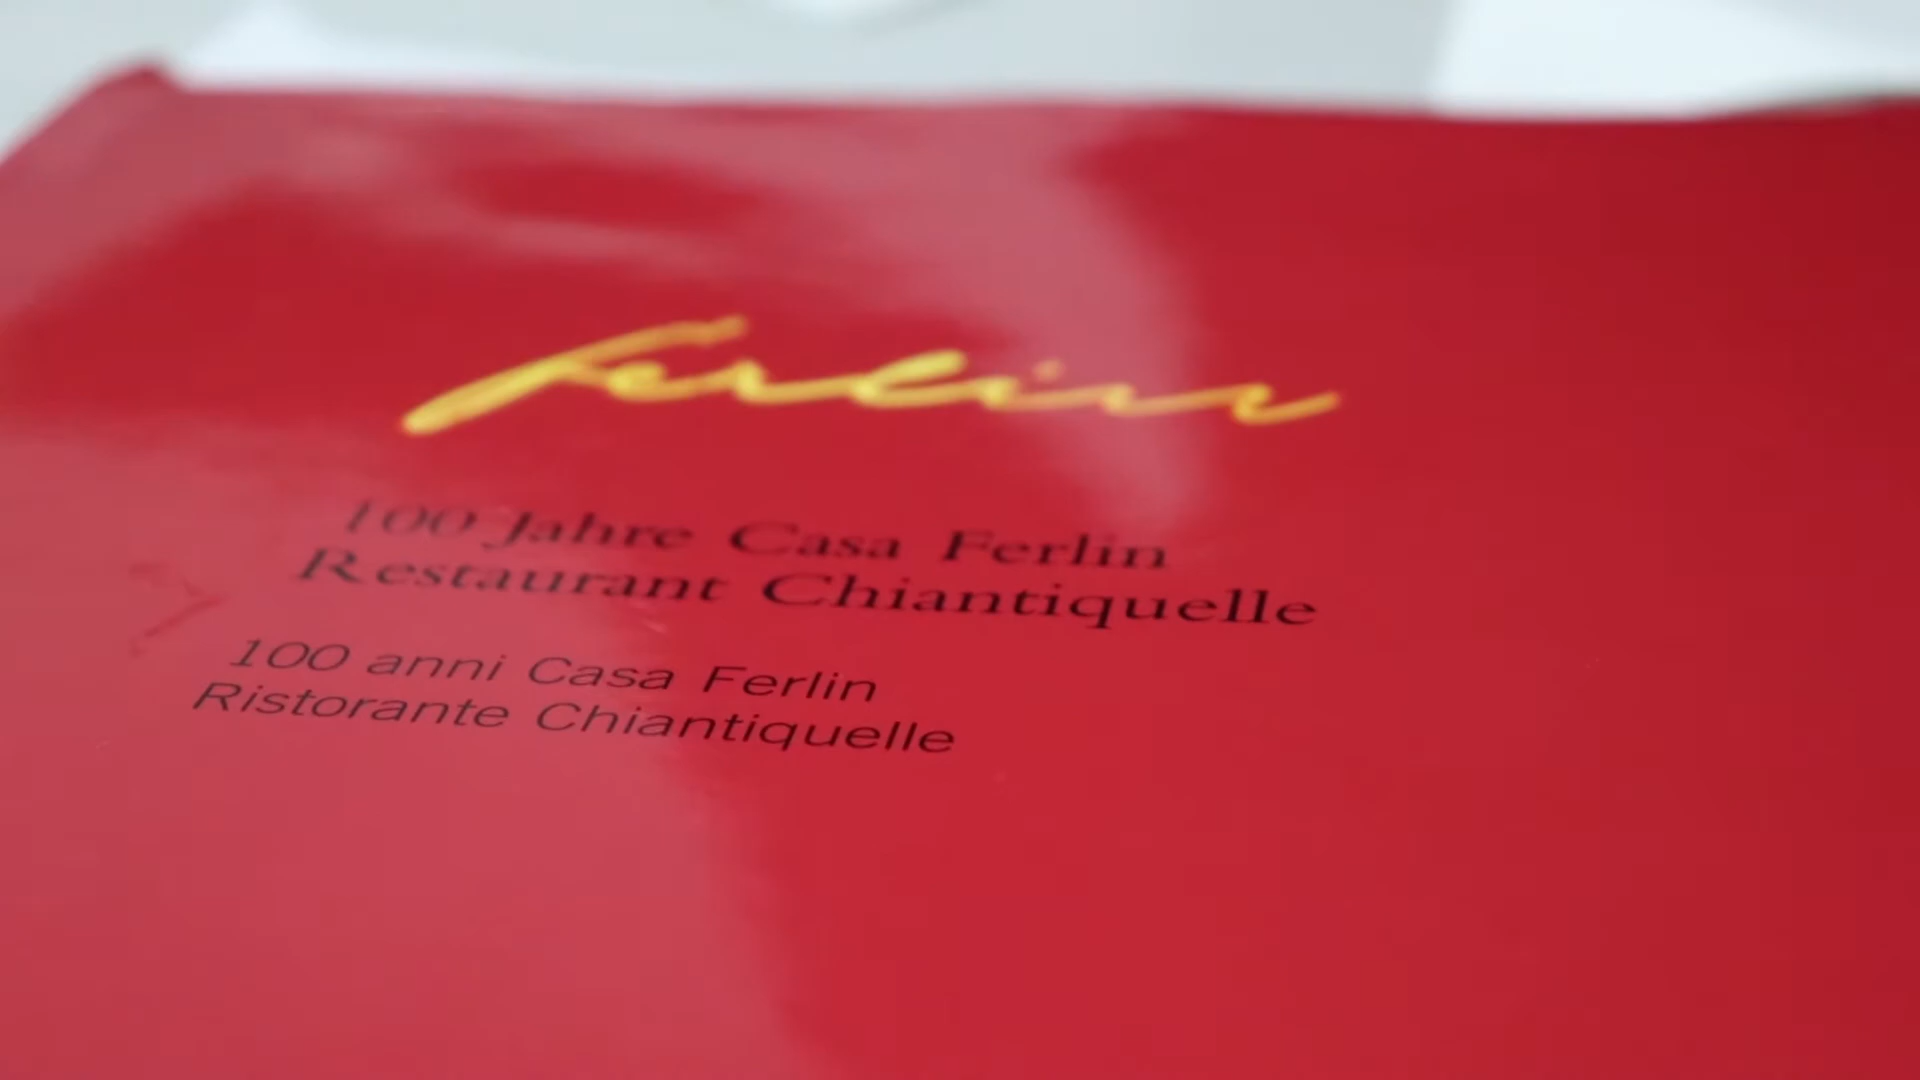 Ferlin
100 Jahre Casa Ferlin
Restaurant Chiantiquelle
100 anni Casa Ferlin
Ristorante Chiantiquelle